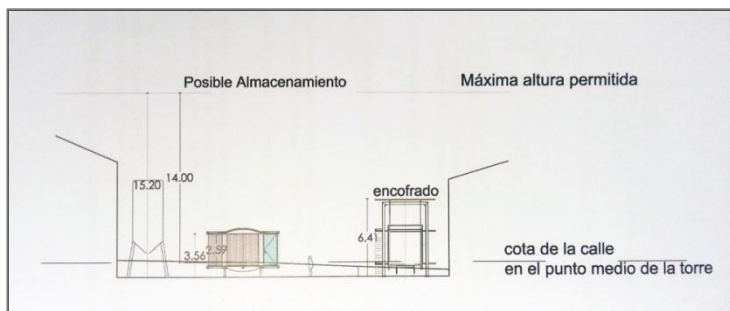 Posible Almacenamiento
Máxima altura permitida
15.20
14.00
encofrado
6.41
3.56
2.59
cota de la calle
en el punto medio de la torre